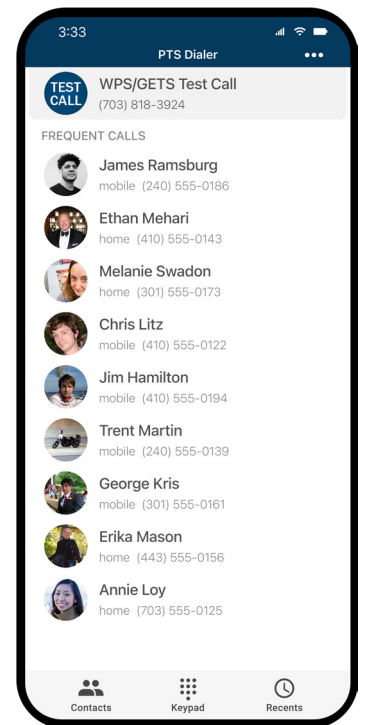 3:33
PTS Dialer
TEST
CALL
WPS/GETS Test Call
(703) 818-3924
FREQUENT CALLS
James Ramsburg
mobile (240) 555-0186
Ethan Mehari
home (410) 555-0143
Melanie Swadon
home (301) 555-0173
Chris Litz
mobile (410) 555-0122
Jim Hamilton
mobile (410) 555-0194
Trent Martin
mobile (240) 555-0139
George Kris
mobile (301) 555-0161
Erika Mason
home (443) 555-0156
Annie Loy
home (703) 555-0125
Contacts
Keypad
Recents